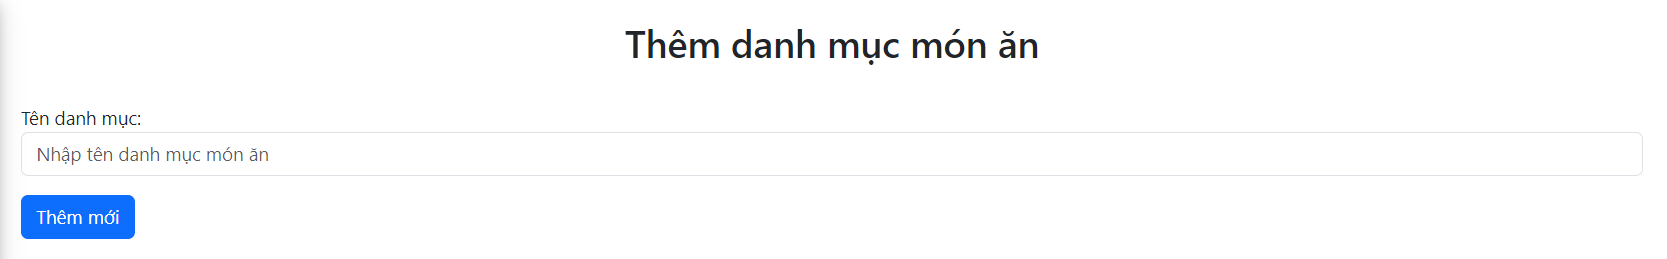 Thêm danh mục món ăn
Tên danh mục:
Nhập tên danh mục món ăn
Thêm mới